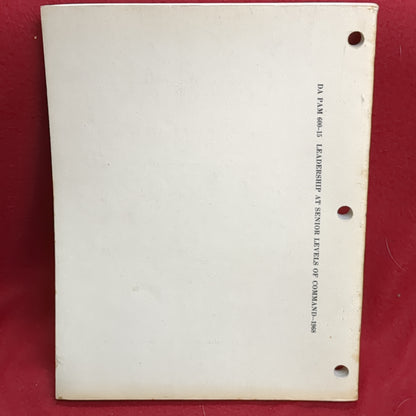 DA PAM 600-15 LEADERSHIP AT SENIOR LEVELS OF COMMAND--1968